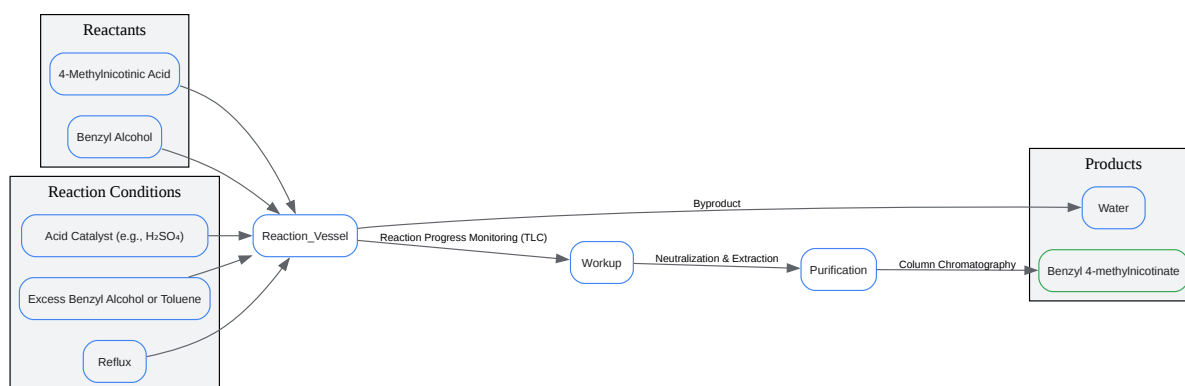 Reactants
4-Methylnicotinic Acid
Benzyl Alcohol
Reaction Conditions
Acid Catalyst (e.g., H₂SO₄)
Excess Benzyl Alcohol or Toluene
Reflux
Reaction_Vessel
Byproduct
Reaction Progress Monitoring (TLC)
Workup
Neutralization & Extraction
Purification
Column Chromatography
Products
Water
Benzyl 4-methylnicotinate